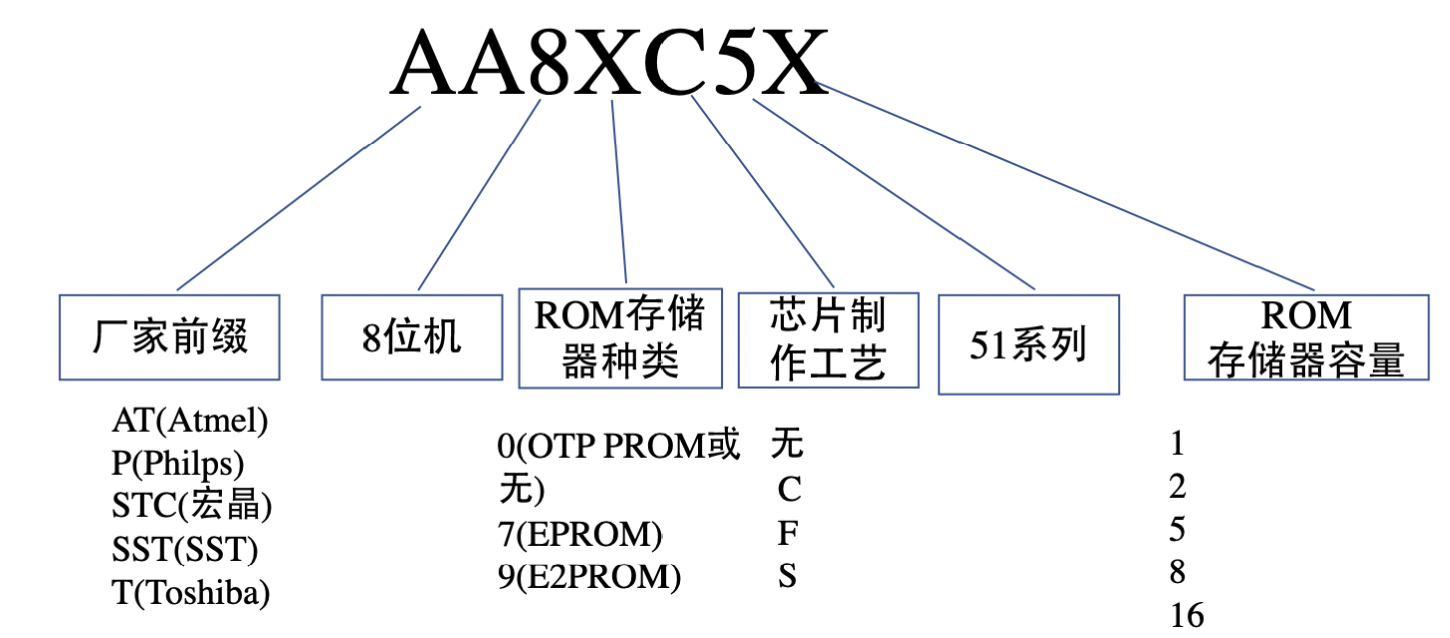 AA8XC5X
厂家前缀
8位机
ROM存储
器种类
芯片制
作工艺
51系列
ROM
存储器容量
AT(Atmel)
P(Philps)
STC(宏晶)
SST(SST)
T(Toshiba)
0(OTP PROM或
无)
7(EPROM)
9(E2PROM)
无
C
F
S
1
2
5
8
16